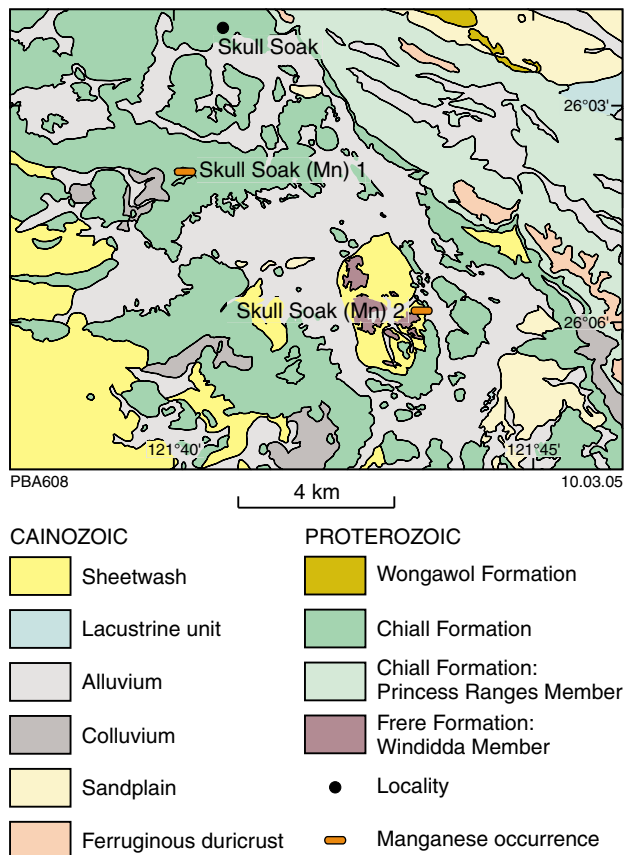 Skull Soak
26°03'
Skull Soak (Mn) 1
Skull Soak (Mn) 2
26°06'
121°40'
121°45'
PBA608
10.03.05
4 km
CAINOZOIC
Sheetwash
Lacustrine unit
Alluvium
Colluvium
Sandplain
Ferruginous duricrust
PROTEROZOIC
Wongawol Formation
Chiall Formation
Chiall Formation:
Princess Ranges Member
Frere Formation:
Windidda Member
Locality
Manganese occurrence